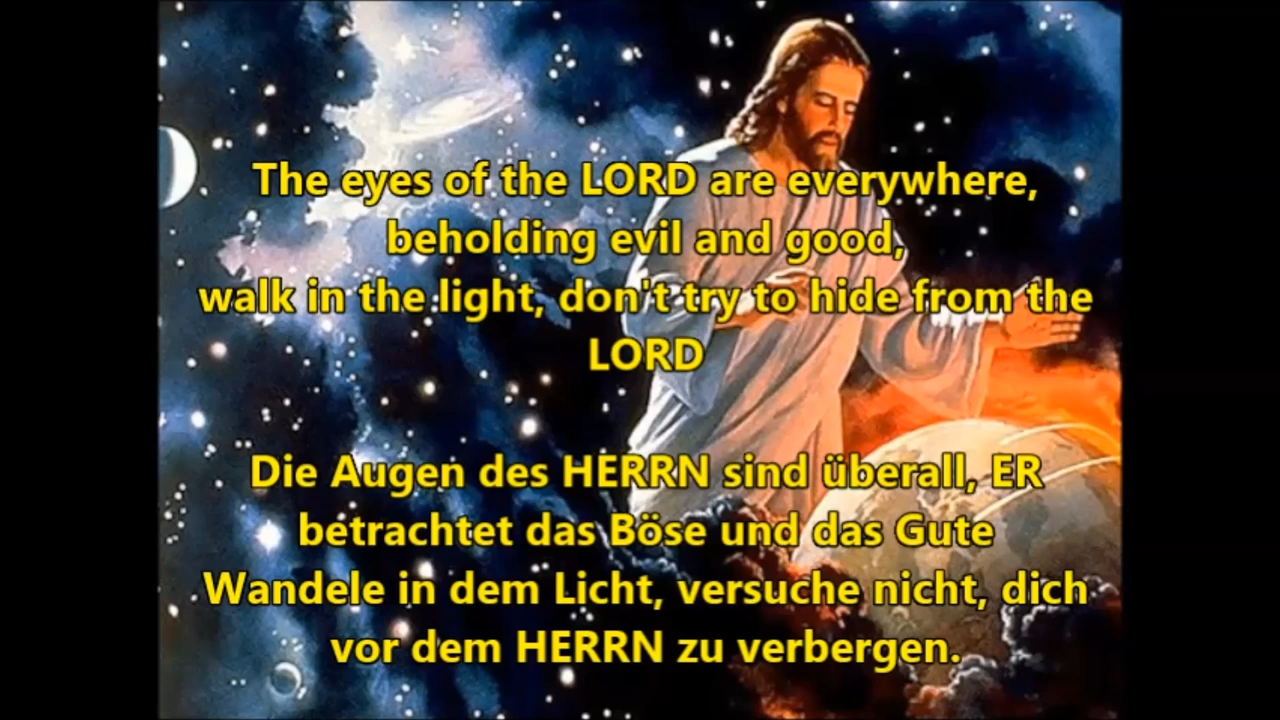 The eyes of the LORD are everywhere,
beholding evil and good,
walk in the light, don't try to hide from the
LORD
Die Augen des HERRN sind überall, ER
betrachtet das Böse und das Gute
Wandele in dem Licht, versuche nicht, dich
vor dem HERRN zu verbergen.